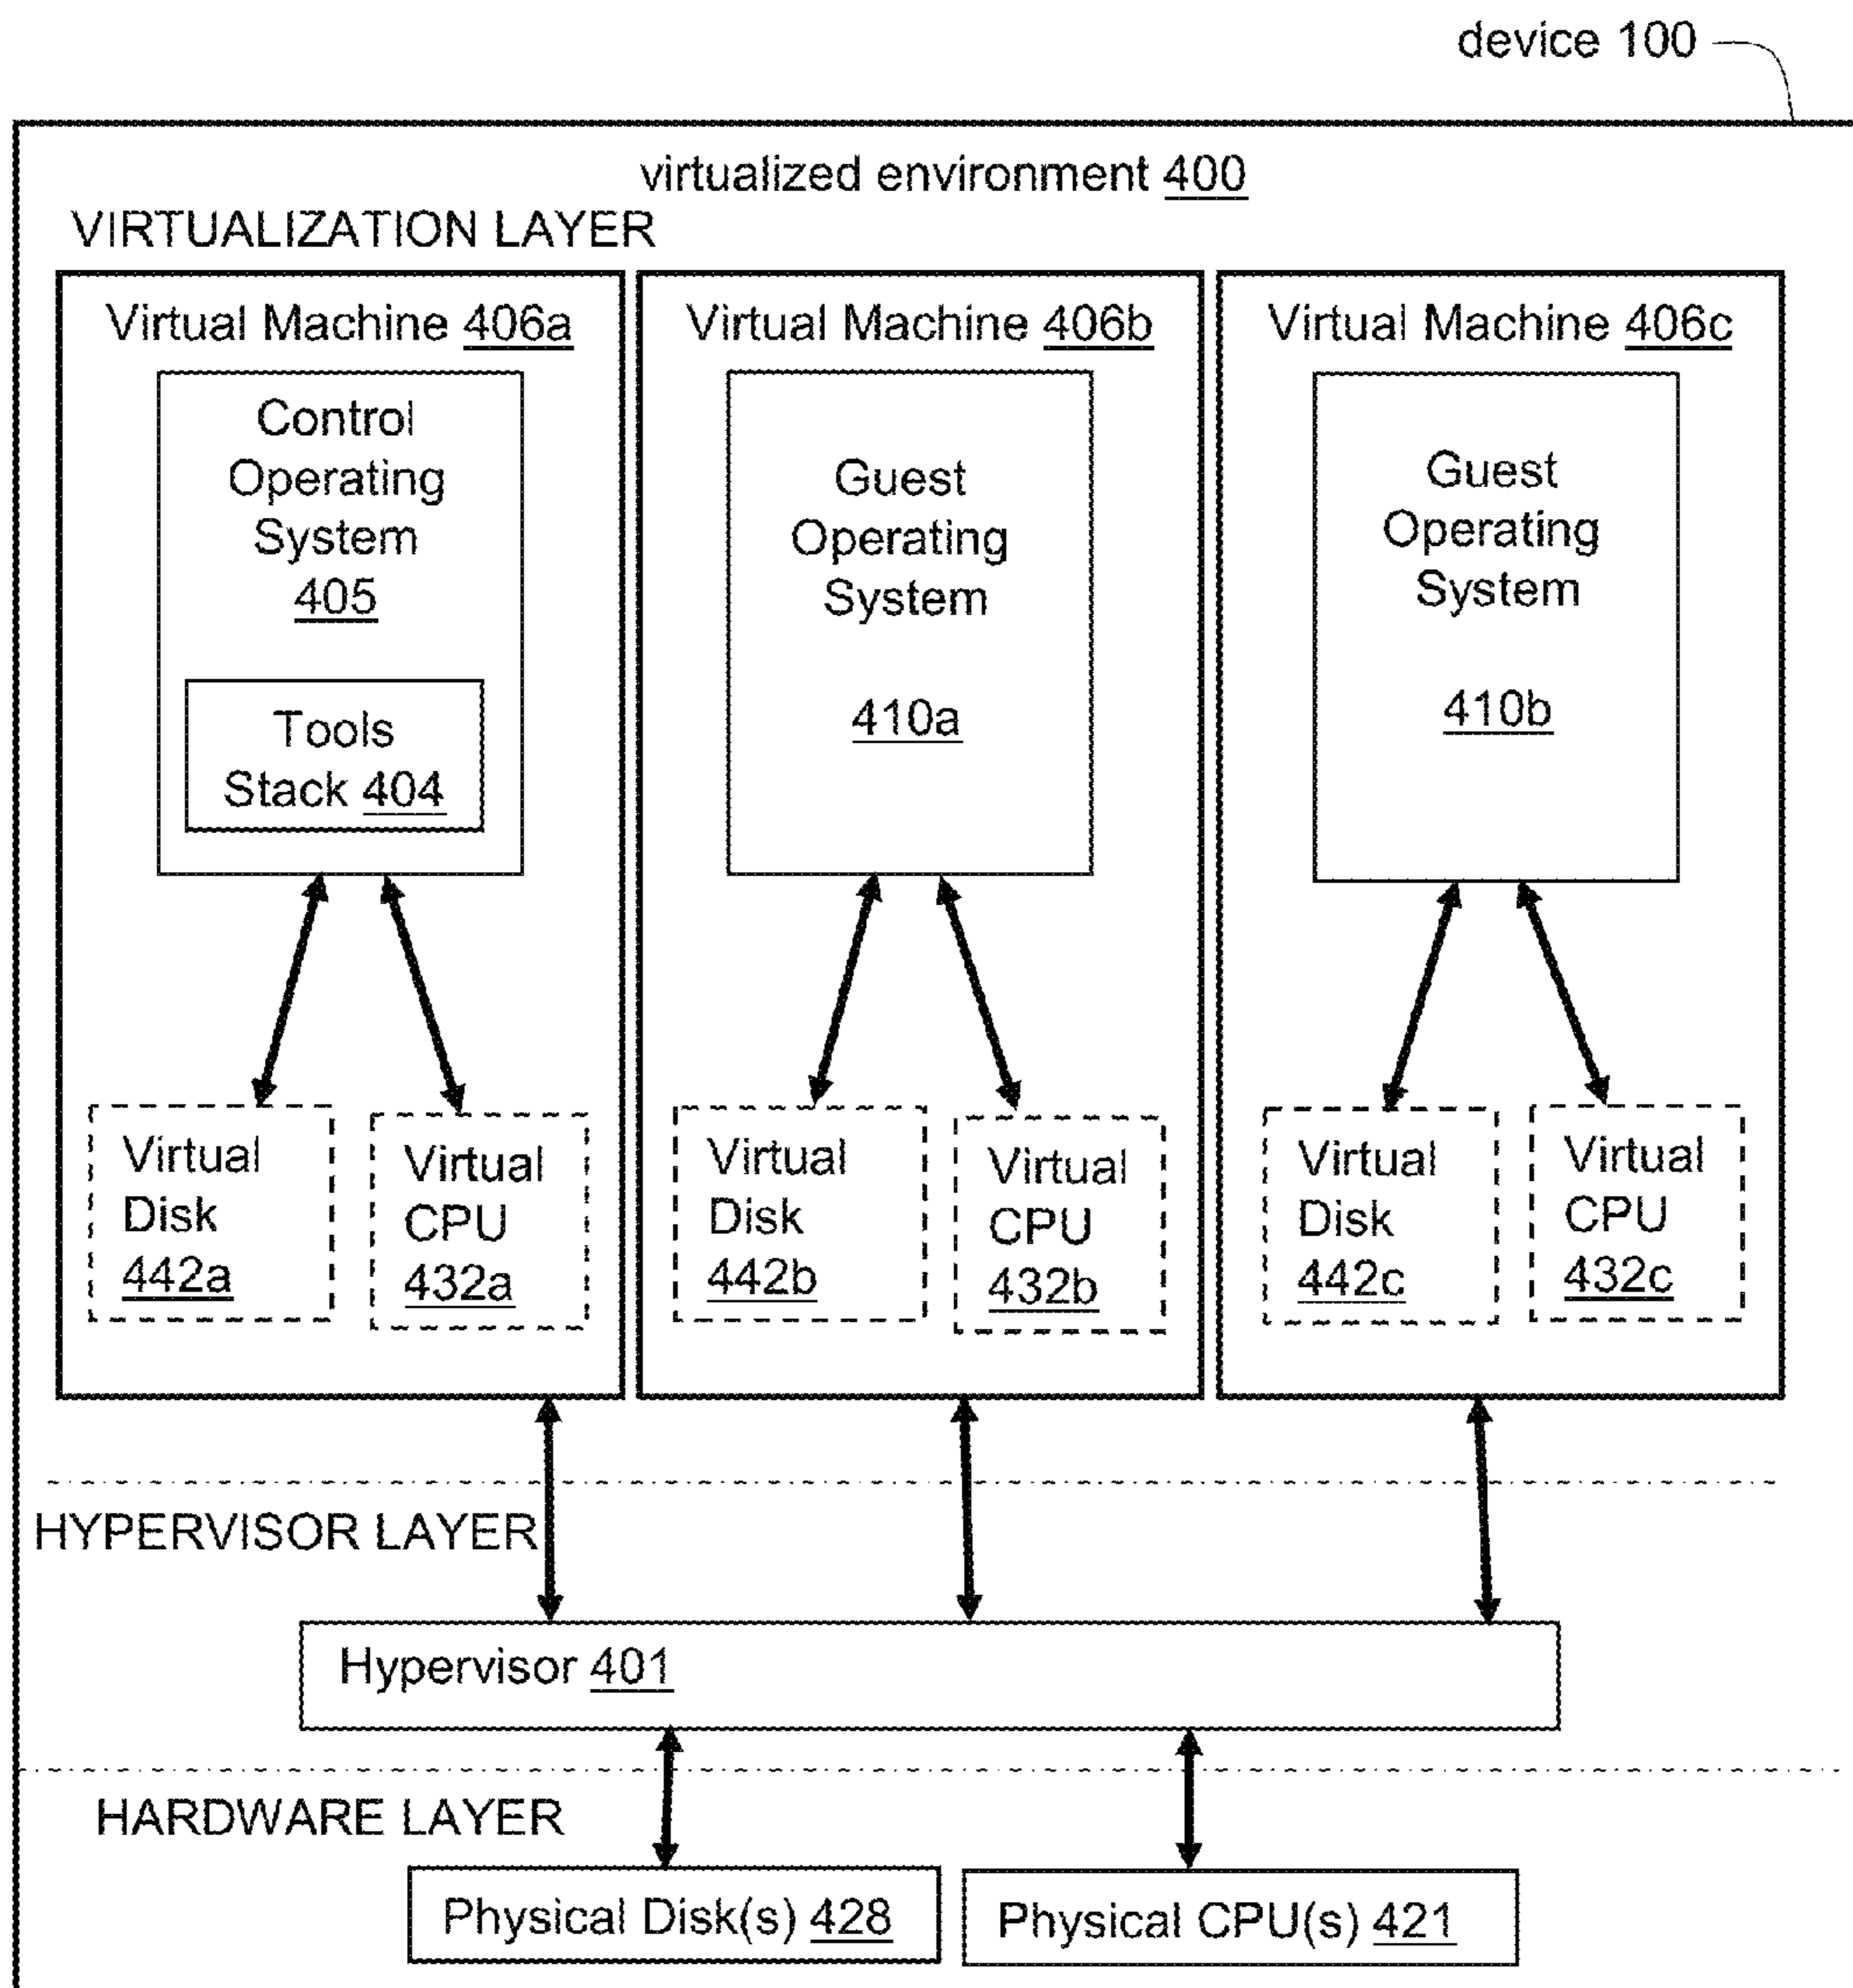 device 100
virtualized environment 400
VIRTUALIZATION LAYER
Virtual Machine 406a
Control
Operating
System
405
Tools
Stack 404
Virtual
Disk
442a
Virtual
CPU
432a
Virtual Machine 406b
Guest
Operating
System
410a
Virtual
Disk
442b
Virtual
CPU
432b
Virtual Machine 406c
Guest
Operating
System
410b
Virtual
Disk
442c
Virtual
CPU
432c
HYPERVISOR LAYER
Hypervisor 401
HARDWARE LAYER
Physical Disk(s) 428
Physical CPU(s) 421